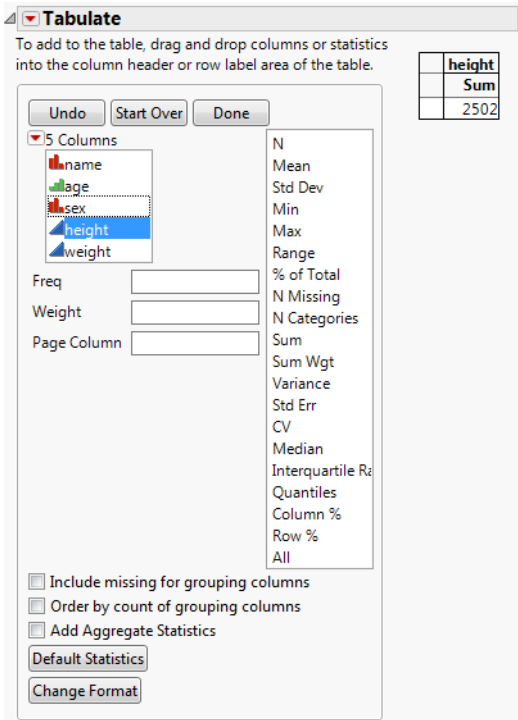 Tabulate
To add to the table, drag and drop columns or statistics
into the column header or row label area of the table.
Undo Start Over Done
5 Columns
name
age
sex
height
weight
Freq
Weight
Page Column
N
Mean
Std Dev
Min
Max
Range
% of Total
N Missing
N Categories
Sum
Sum Wgt
Variance
Std Err
CV
Median
Interquartile Ra
Quantiles
Column %
Row %
All
Include missing for grouping columns
Order by count of grouping columns
Add Aggregate Statistics
Default Statistics
Change Format
height
Sum
2502